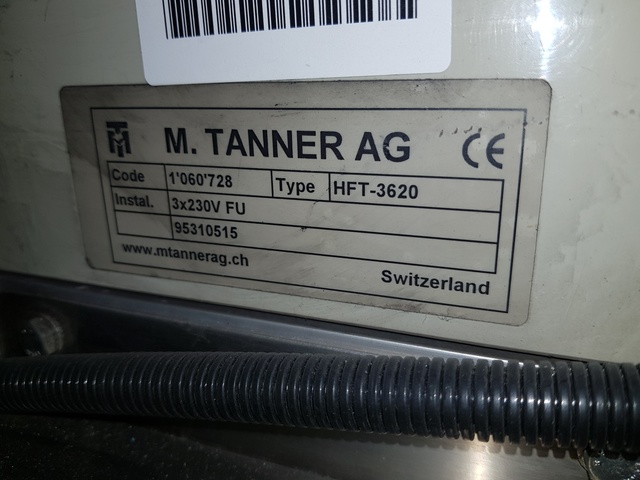 M. TANNER AG CE
Code 1'060'728 Type HFT-3620
Instal. 3x230V FU
95310515
www.mtannerag.ch
Switzerland